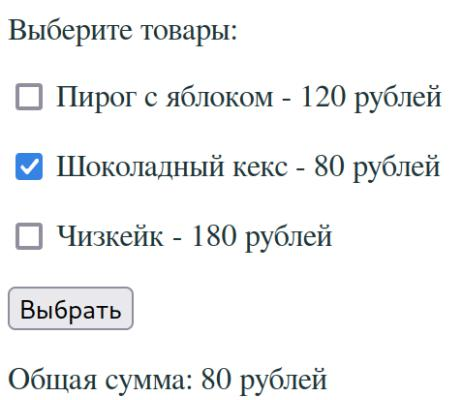 Выберите товары:
Пирог с яблоком - 120 рублей
Шоколадный кекс - 80 рублей
Чизкейк - 180 рублей
Выбрать
Общая сумма: 80 рублей